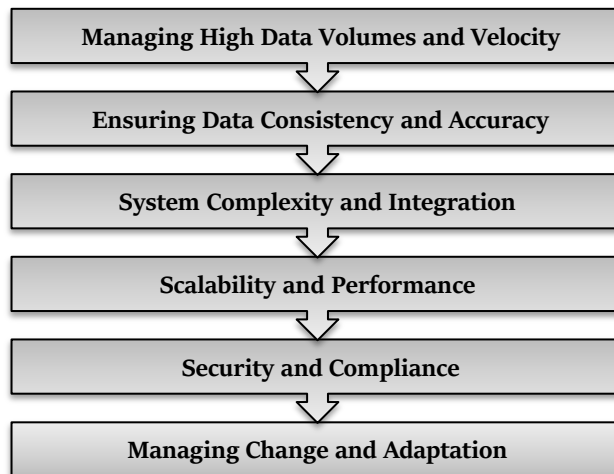 Managing High Data Volumes and Velocity
Ensuring Data Consistency and Accuracy
System Complexity and Integration
Scalability and Performance
Security and Compliance
Managing Change and Adaptation